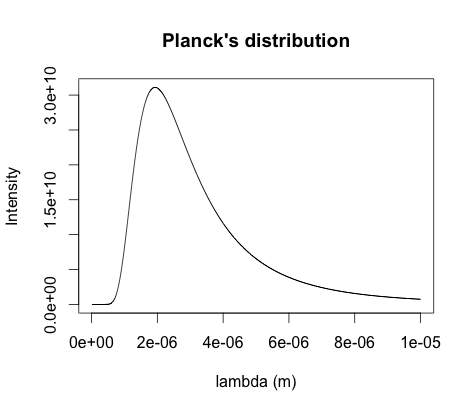 Planck's distribution
Intensity
3.0e+10
1.5e+10
0.0e+00
0e+00 2e-06 4e-06 6e-06 8e-06 1e-05
lambda (m)